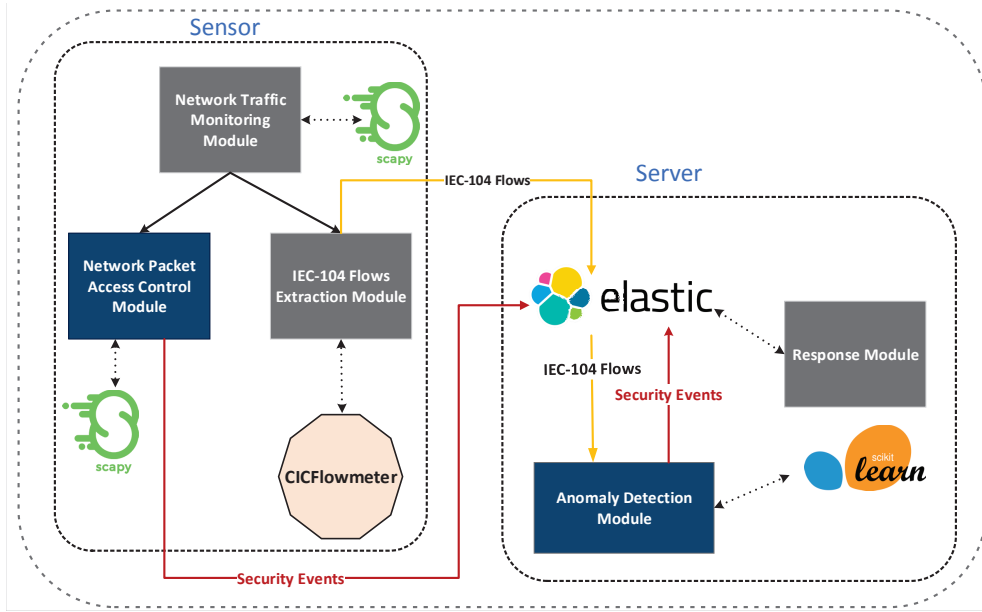 Sensor
Network Traffic
Monitoring
Module
scapy
IEC-104 Flows
Server
Network Packet
Access Control
Module
IEC-104 Flows
Extraction Module
elastic
Response Module
IEC-104 Flows
Security Events
scapy
CICFlowmeter
scikit
learn
Anomaly Detection
Module
Security Events